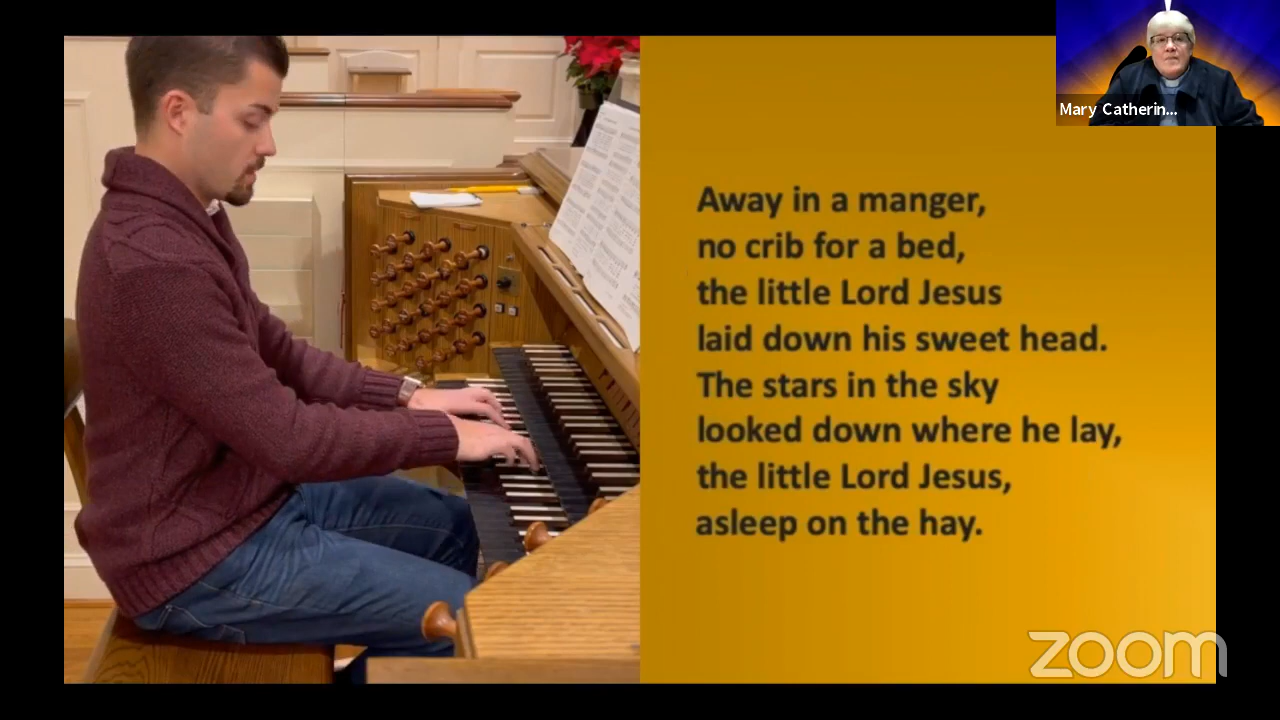 Mary Catherin...
Away in a manger,
no crib for a bed,
the little Lord Jesus
laid down his sweet head.
The stars in the sky
looked down where he lay,
the little Lord Jesus,
asleep on the hay.
zoom